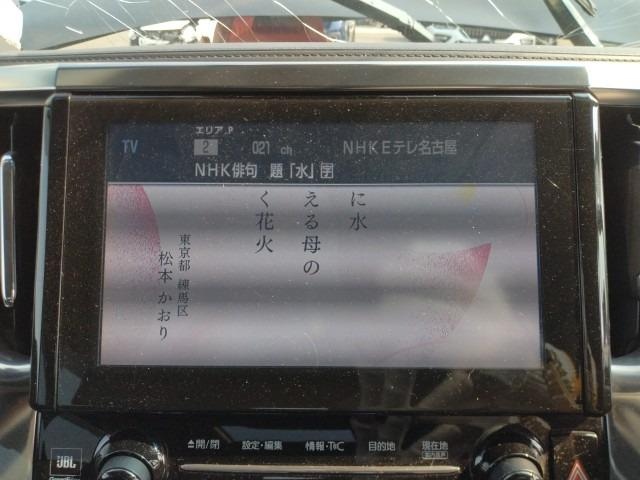 エリア.P
TV 2 021 ch NHKEテレ名古屋
NHK俳句 題「水」字
に水
える母の
く花火
東京都 練馬区
松本 かおり
▲開/閉 設定・編集 情報・T&C 目的地 現在地
JBL